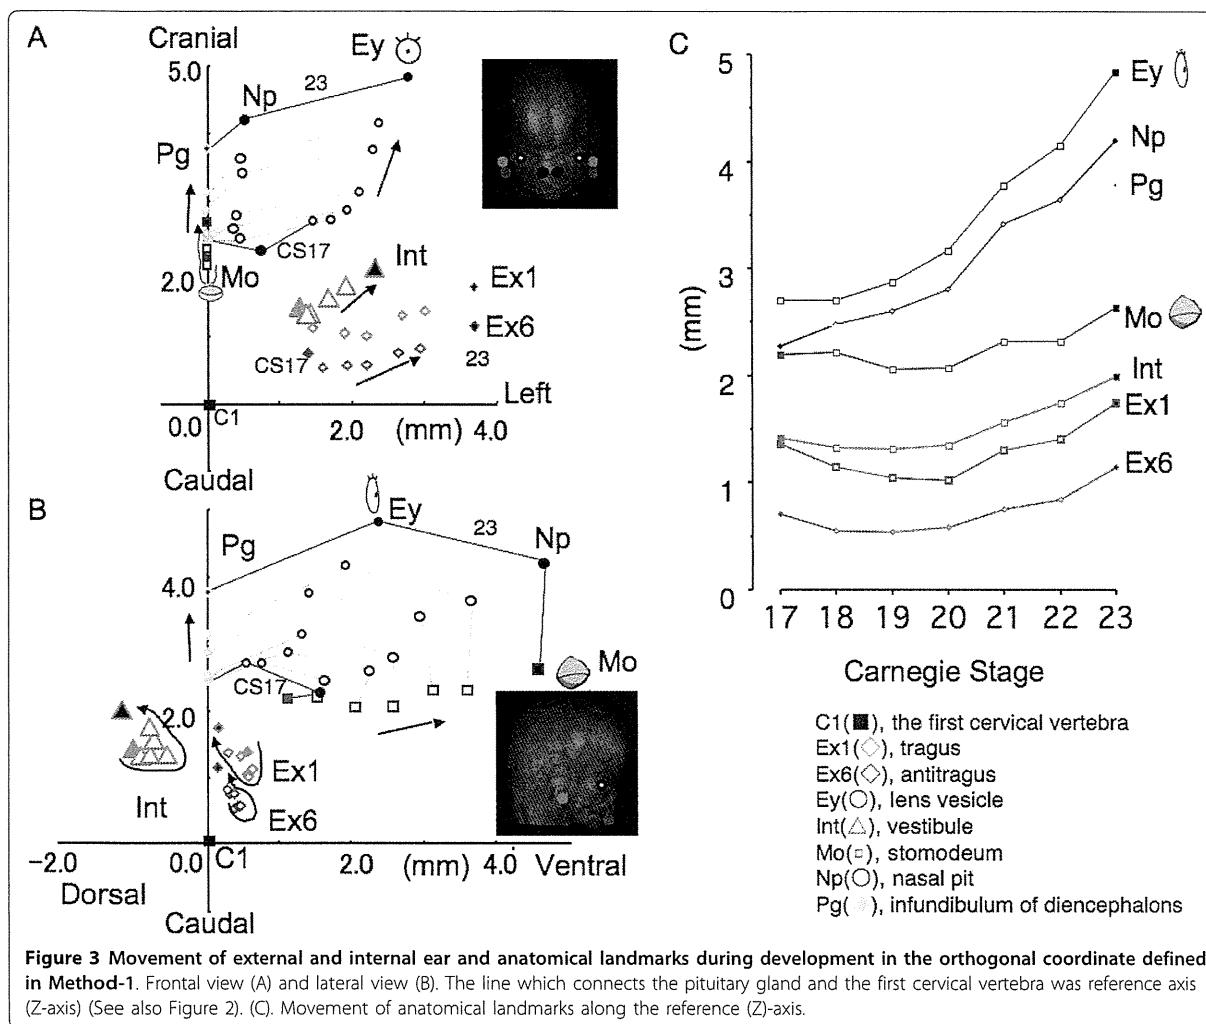 A
Cranial
5.0
Ey
23
Np
Pg
CS17
2.0
Mo
Int
Ex1
Ex6
CS17
23
Left
C1
0.0
2.0
(mm)
4.0
Caudal
B
Ey
23
Pg
Np
4.0
CS17
Mo
2.0
Int
Ex1
Ex6
−2.0
0.0
C1
2.0
(mm)
4.0
Ventral
Dorsal
Caudal
C
5
4
3
2
1
0
(mm)
Ey
Np
Pg
Mo
Int
Ex1
Ex6
17 18 19 20 21 22 23
Carnegie Stage
C1(■), the first cervical vertebra
Ex1(◇), tragus
Ex6(◇), antitragus
Ey(○), lens vesicle
Int(△), vestibule
Mo(□), stomodeum
Np(○), nasal pit
Pg( ), infundibulum of diencephalons
Figure 3 Movement of external and internal ear and anatomical landmarks during development in the orthogonal coordinate defined
in Method-1. Frontal view (A) and lateral view (B). The line which connects the pituitary gland and the first cervical vertebra was reference axis
(Z-axis) (See also Figure 2). (C). Movement of anatomical landmarks along the reference (Z)-axis.